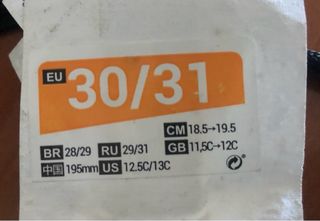 EU 30/31
CM 18.5→19.5
BR 28/29 RU 29/31 GB 11,5C→12C
中国 195mm US 12.5C/13C